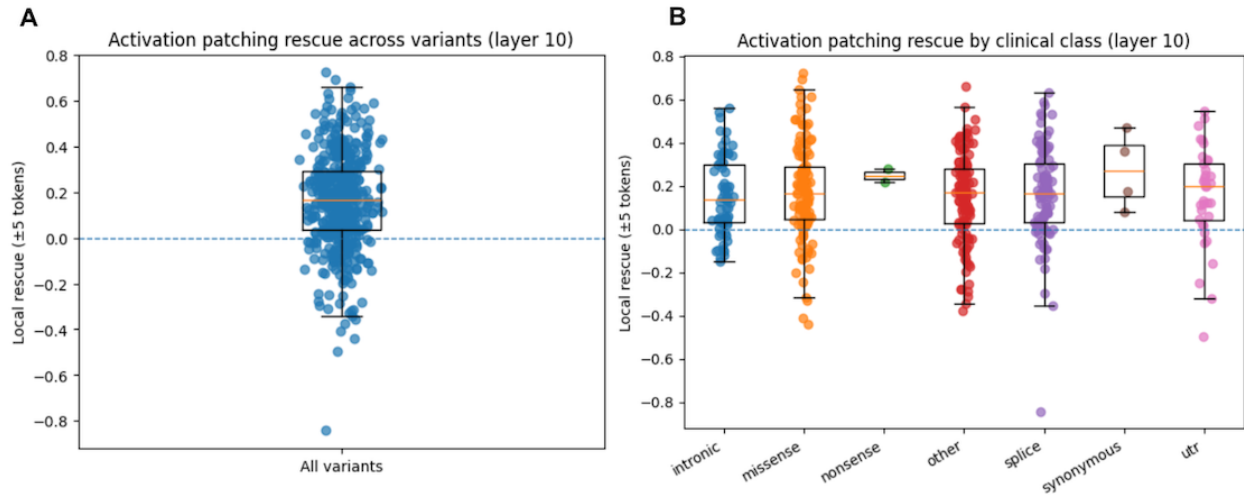 A
Activation patching rescue across variants (layer 10)
Local rescue (±5 tokens)
0.8
0.6
0.4
0.2
0.0
−0.2
−0.4
−0.6
−0.8
All variants
B
Activation patching rescue by clinical class (layer 10)
Local rescue (±5 tokens)
0.8
0.6
0.4
0.2
0.0
−0.2
−0.4
−0.6
−0.8
intronic
missense
nonsense
other
splice
synonymous
utr